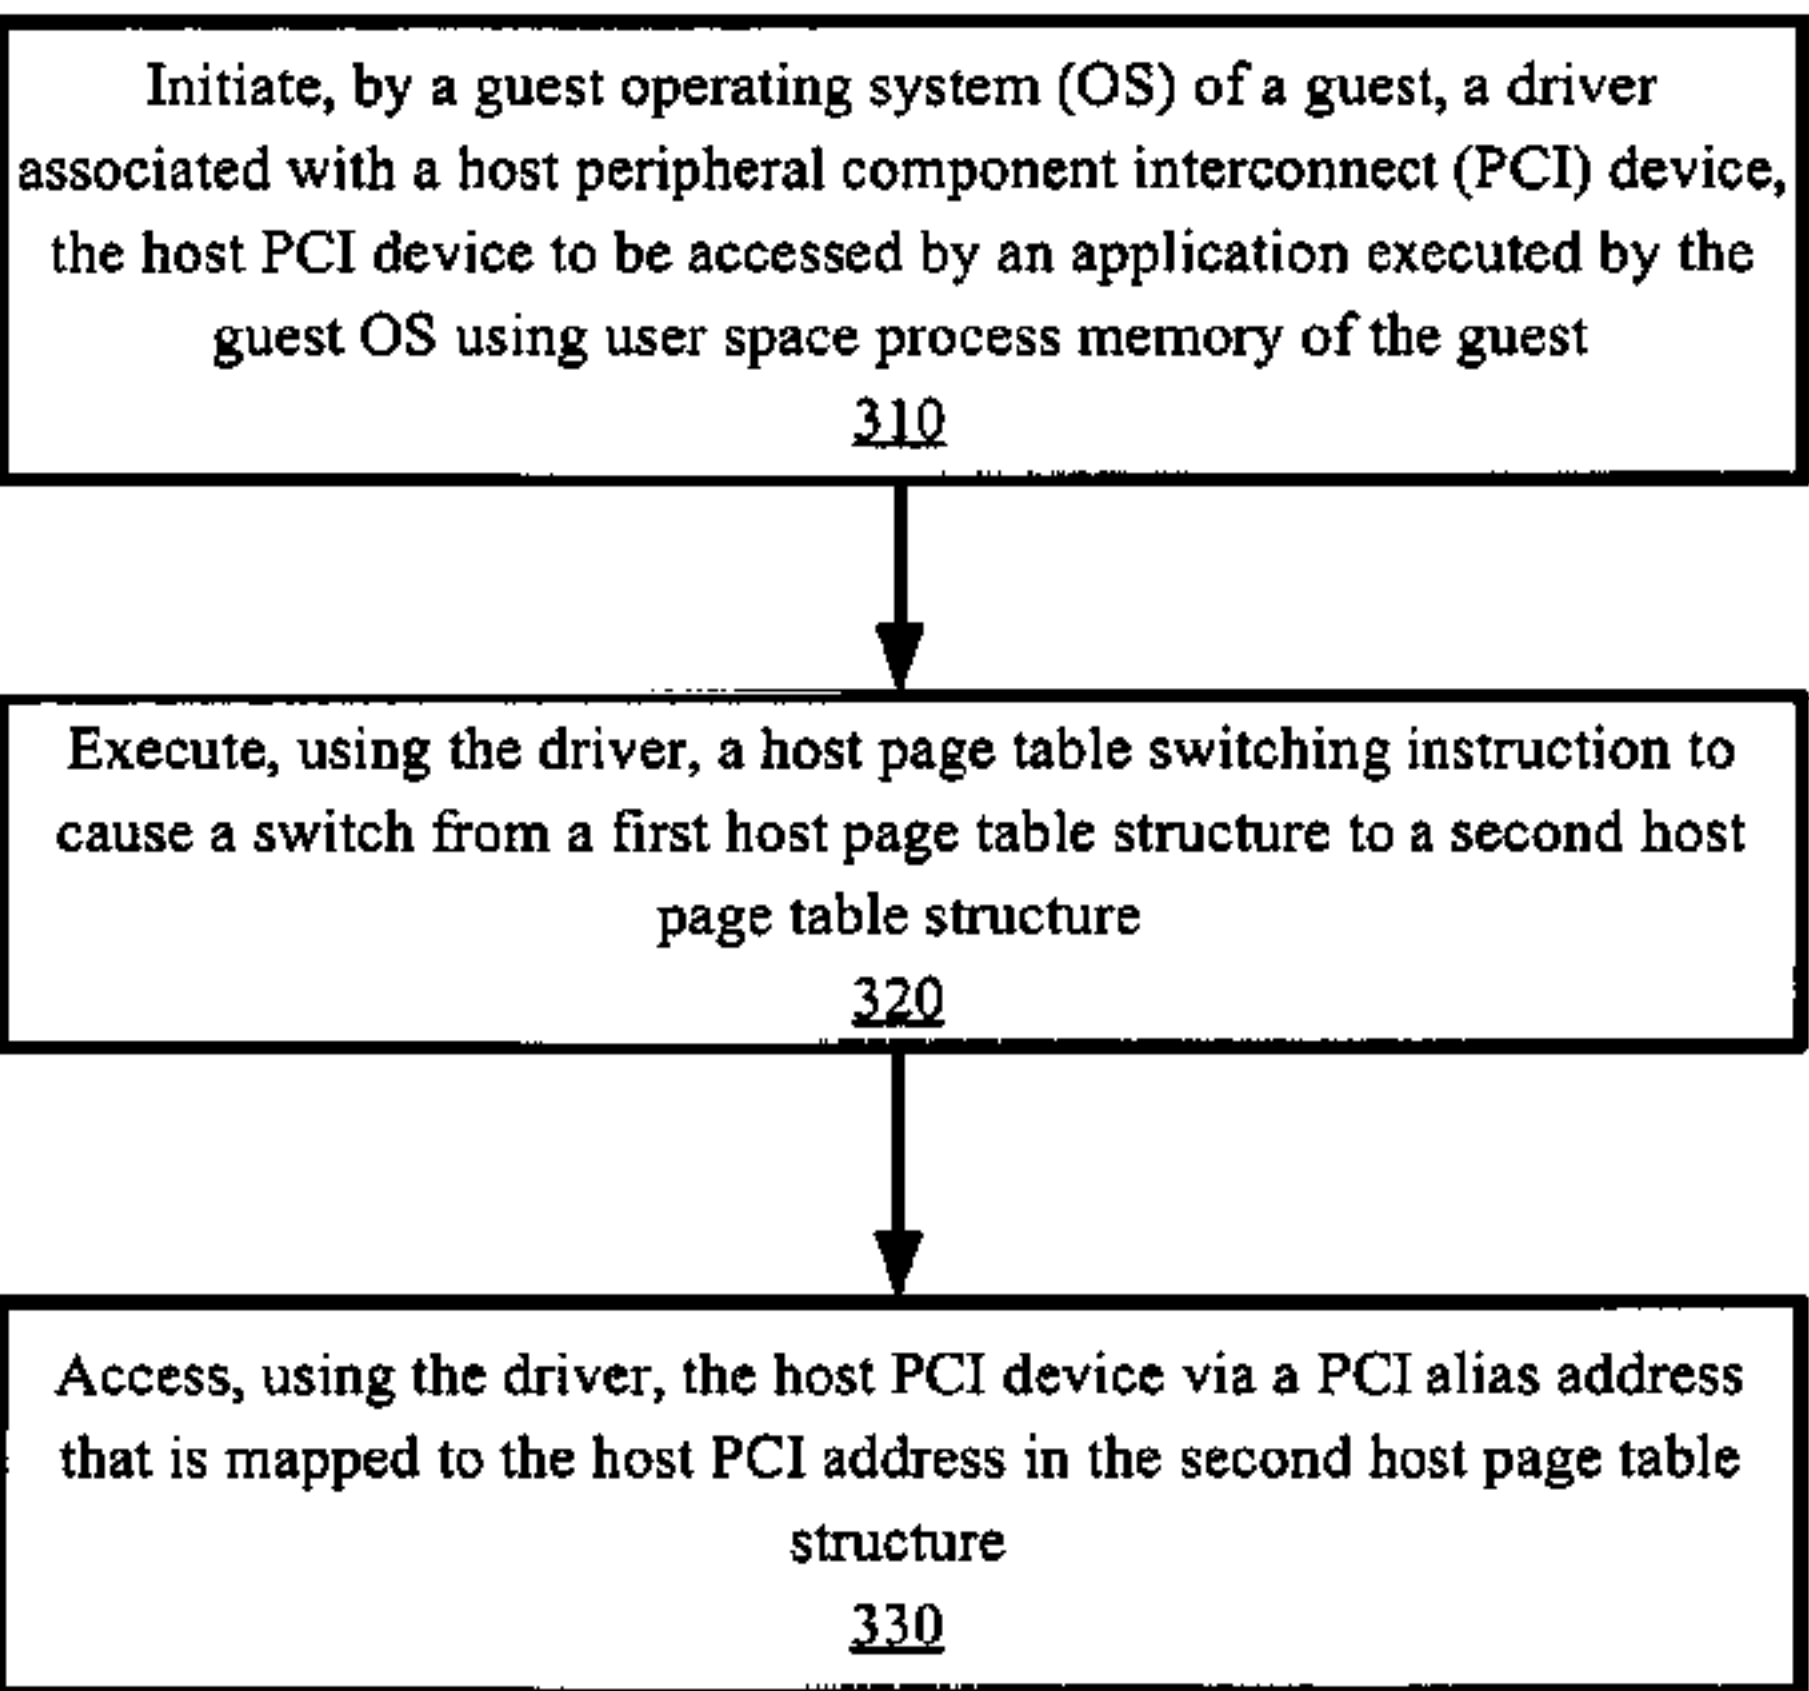 Initiate, by a guest operating system (OS) of a guest, a driver
associated with a host peripheral component interconnect (PCI) device,
the host PCI device to be accessed by an application executed by the
guest OS using user space process memory of the guest
310
Execute, using the driver, a host page table switching instruction to
cause a switch from a first host page table structure to a second host
page table structure
320
Access, using the driver, the host PCI device via a PCI alias address
that is mapped to the host PCI address in the second host page table
structure
330